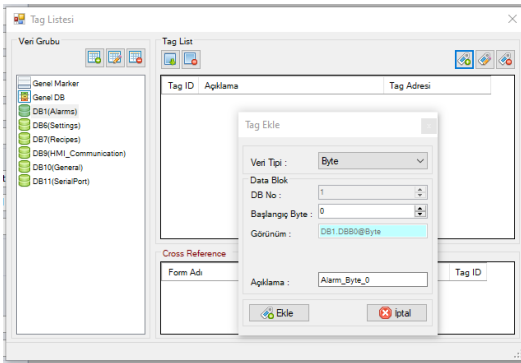 Tag Listesi
Veri Grubu
Genel Marker
Genel DB
DB1(Alarms)
DB6(Settings)
DB7(Recipes)
DB9(HMI_Communication)
DB10(General)
DB11(SerialPort)
Tag List
Tag ID Açıklama Tag Adresi
Tag Ekle
Veri Tipi : Byte
Data Blok
DB No : 1
Başlangıç Byte : 0
Görünüm : DB1.DBB0@Byte
Açıklama : Alarm_Byte_0
Ekle İptal
Cross Reference
Form Adı Tag ID